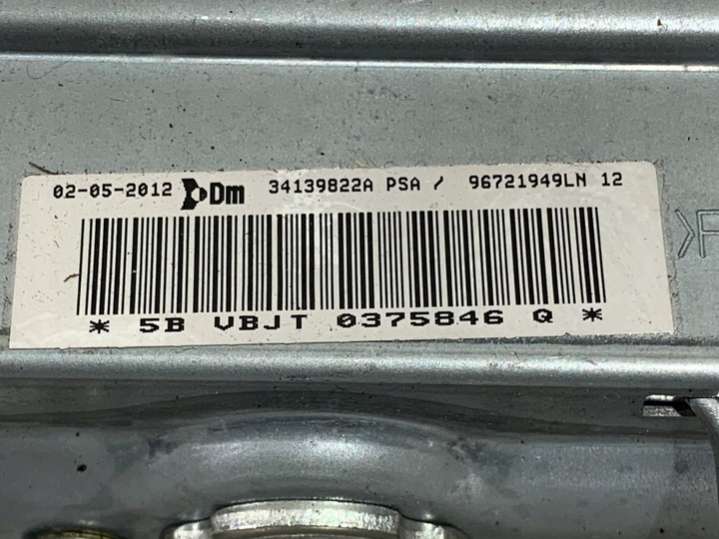 02-05-2012 Dm 34139822A PSA / 96721949LN 12
* 5B VBJT 0375846 Q *
>F